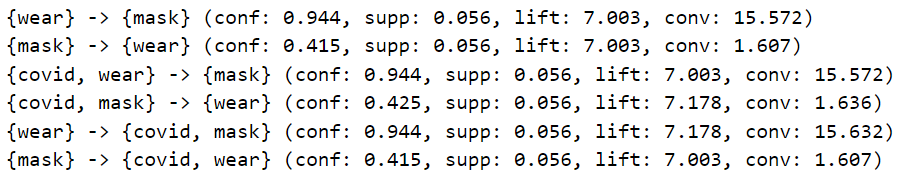 {wear} -> {mask} (conf: 0.944, supp: 0.056, lift: 7.003, conv: 15.572)
{mask} -> {wear} (conf: 0.415, supp: 0.056, lift: 7.003, conv: 1.607)
{covid, wear} -> {mask} (conf: 0.944, supp: 0.056, lift: 7.003, conv: 15.572)
{covid, mask} -> {wear} (conf: 0.425, supp: 0.056, lift: 7.178, conv: 1.636)
{wear} -> {covid, mask} (conf: 0.944, supp: 0.056, lift: 7.178, conv: 15.632)
{mask} -> {covid, wear} (conf: 0.415, supp: 0.056, lift: 7.003, conv: 1.607)